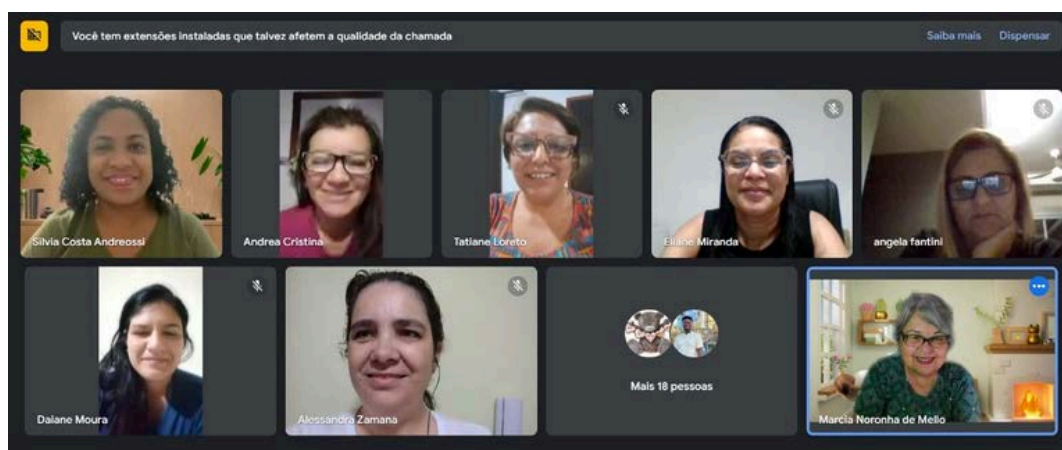 Você tem extensões instaladas que talvez afetem a qualidade da chamada
Saiba mais
Dispensar
Silvia Costa Andreossi
Andrea Cristina
Tatiane Loreto
Eliane Miranda
angela fantini
Daiane Moura
Alessandra Zamana
Mais 18 pessoas
Marcia Noronha de Mello